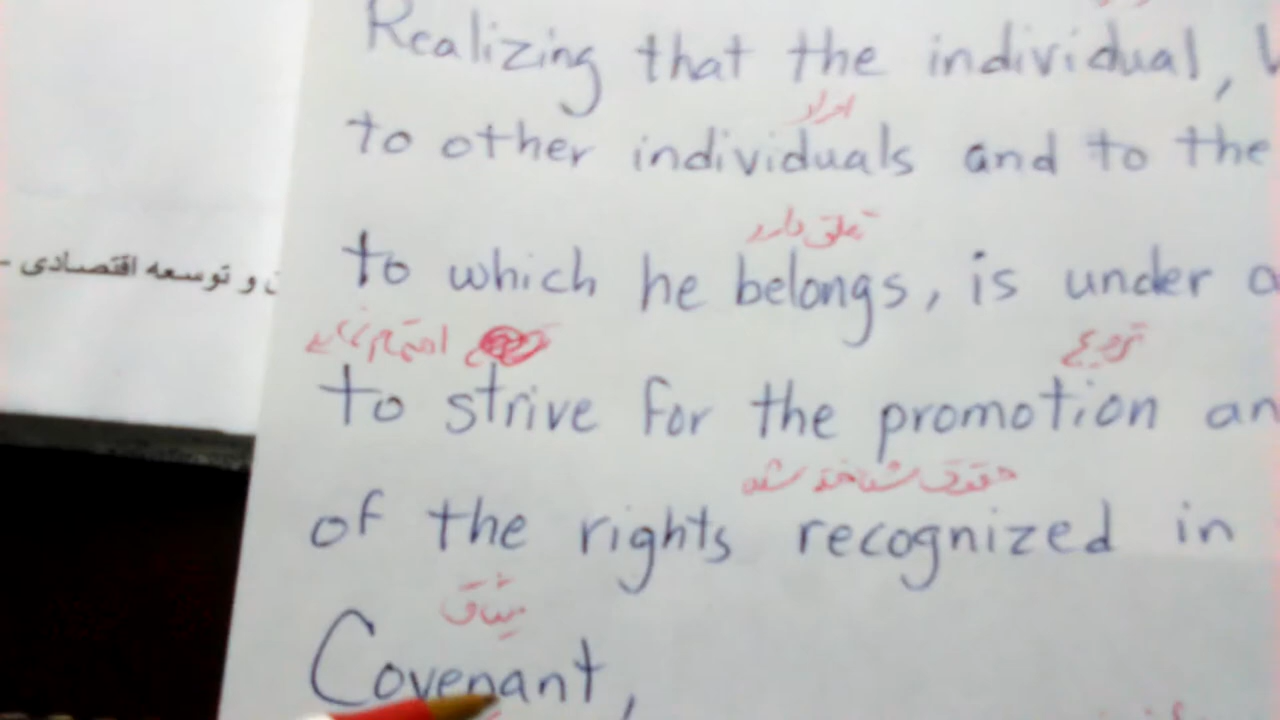 Realizing that the individual,
افراد
to other individuals and to the
تعلق دارد
و توسعه اقتصادی -
to which he belongs, is under
اهتمام نماید
ترویج
to strive for the promotion an
حقوق شناخته شده
of the rights recognized in
میثاق
Covenant,